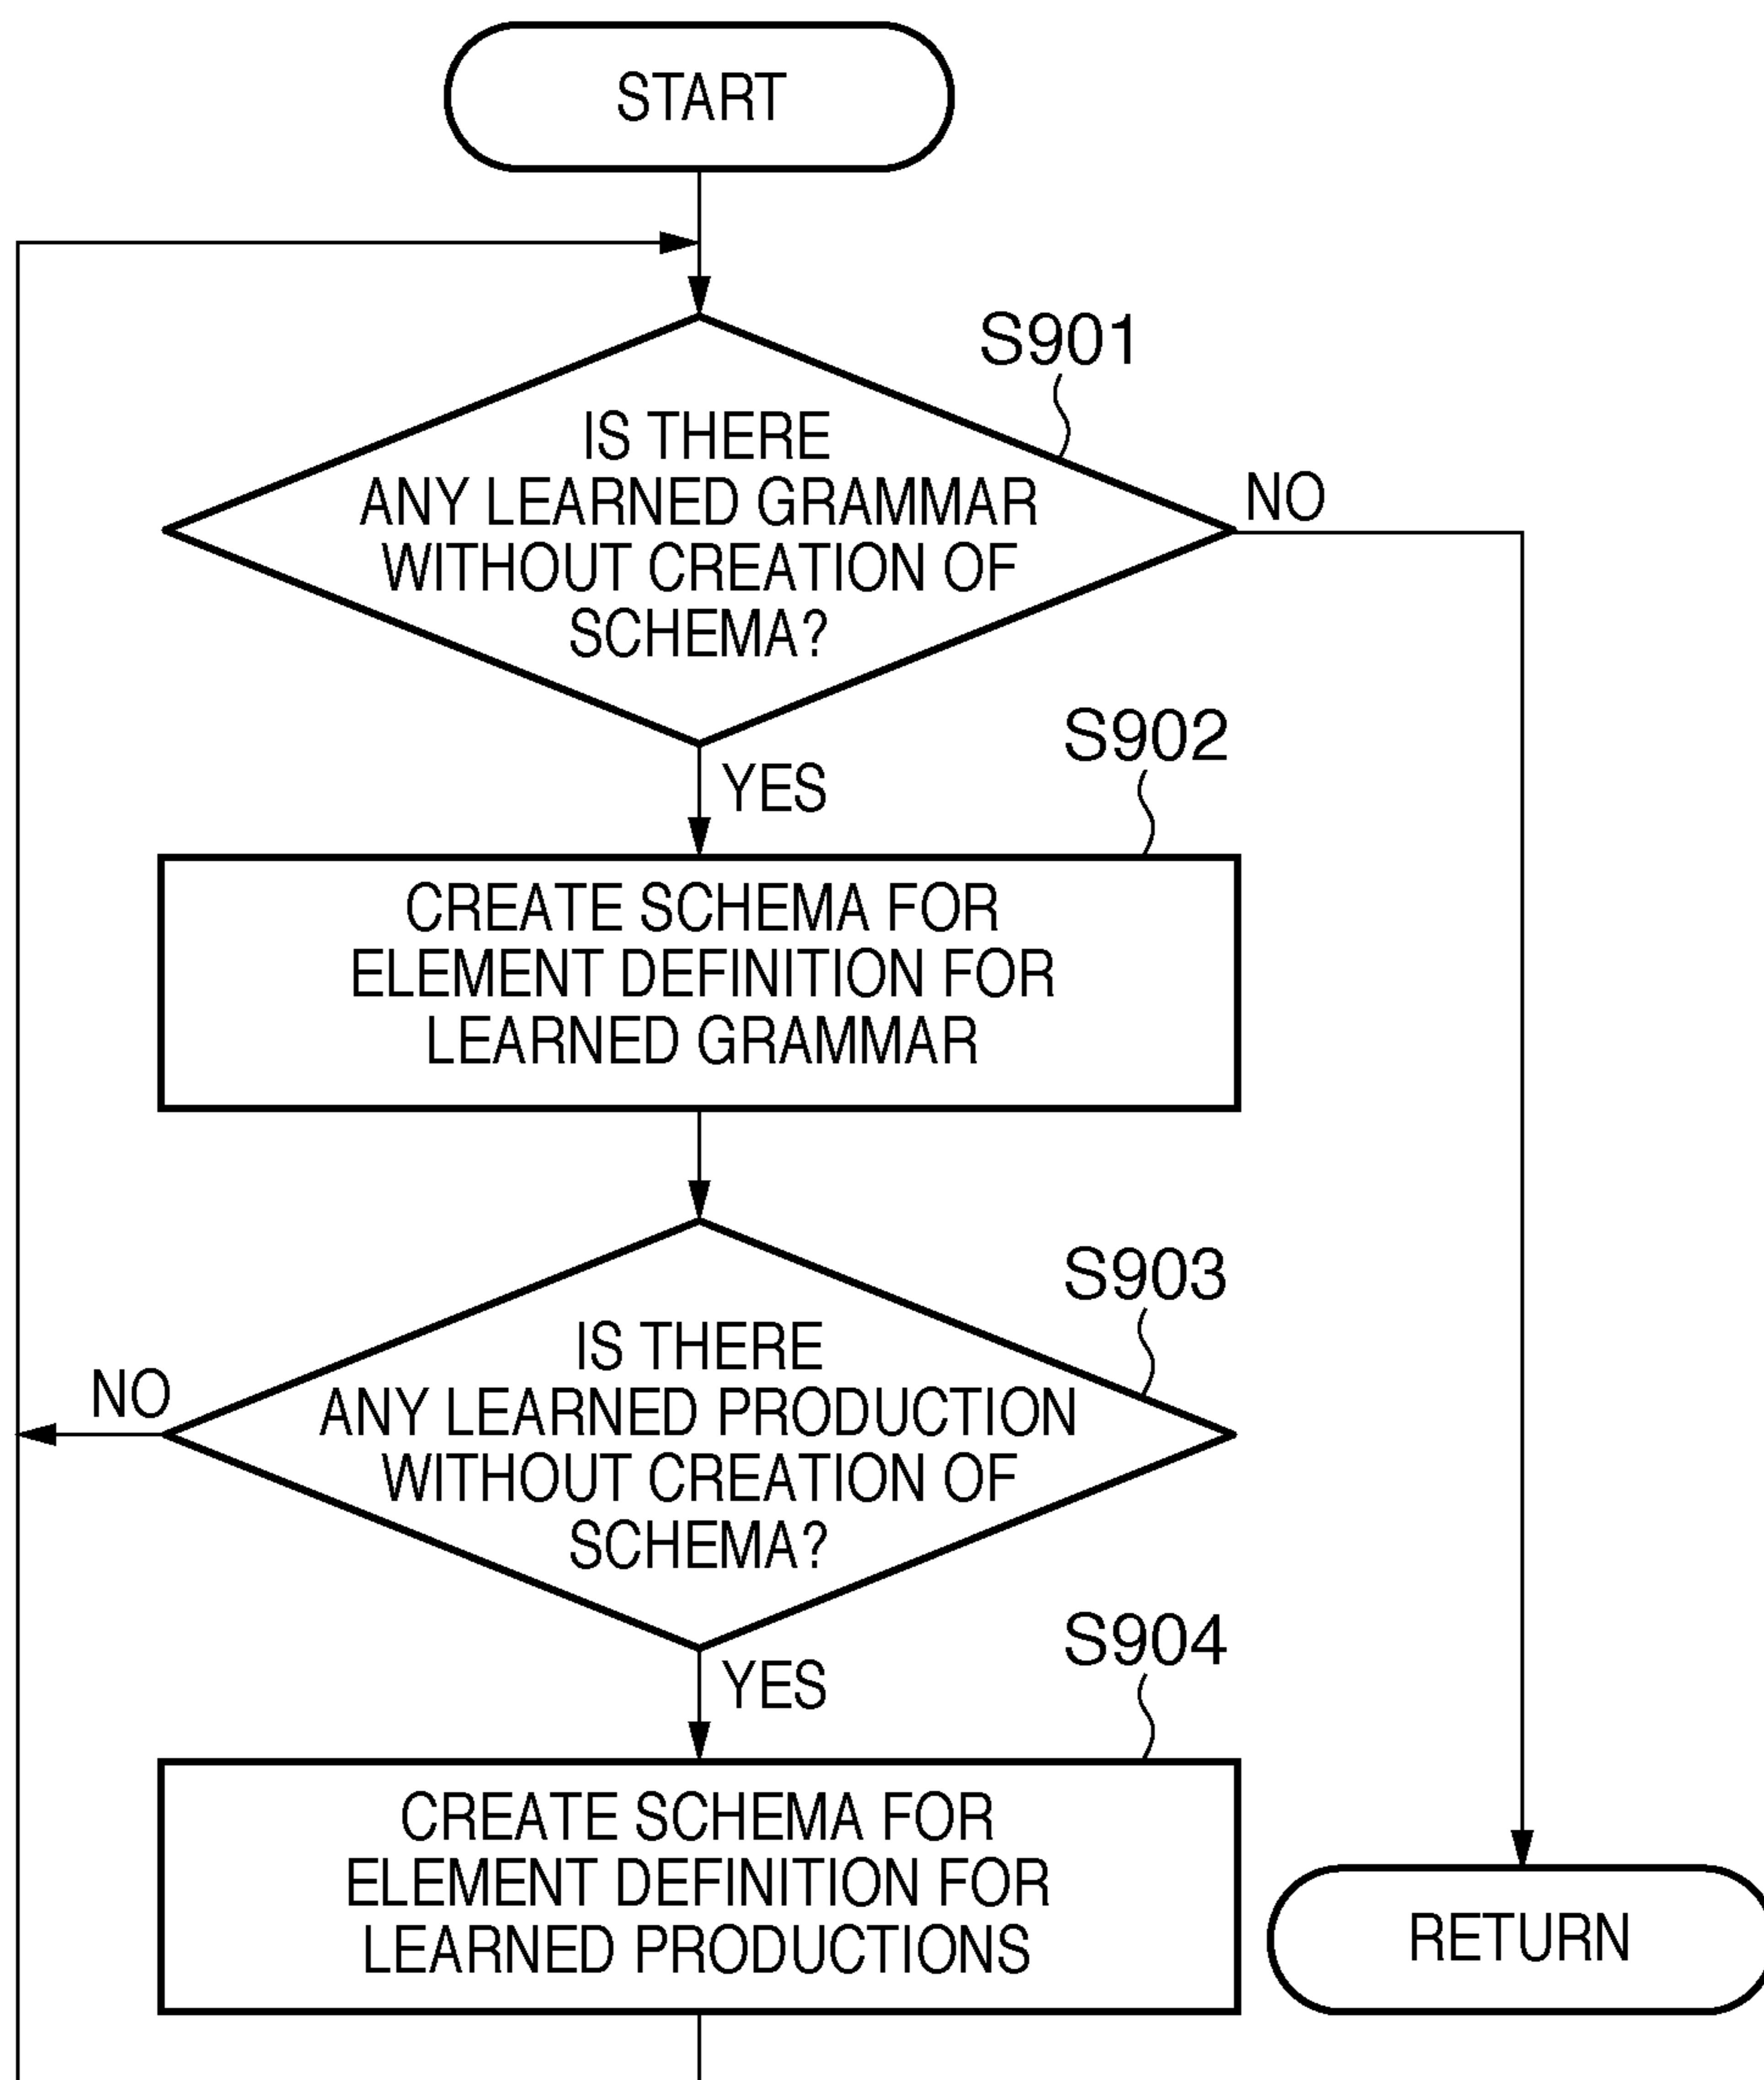 START
S901
IS THERE
ANY LEARNED GRAMMAR
WITHOUT CREATION OF
SCHEMA?
NO
YES
S902
CREATE SCHEMA FOR
ELEMENT DEFINITION FOR
LEARNED GRAMMAR
S903
IS THERE
ANY LEARNED PRODUCTION
WITHOUT CREATION OF
SCHEMA?
NO
YES
S904
CREATE SCHEMA FOR
ELEMENT DEFINITION FOR
LEARNED PRODUCTIONS
RETURN